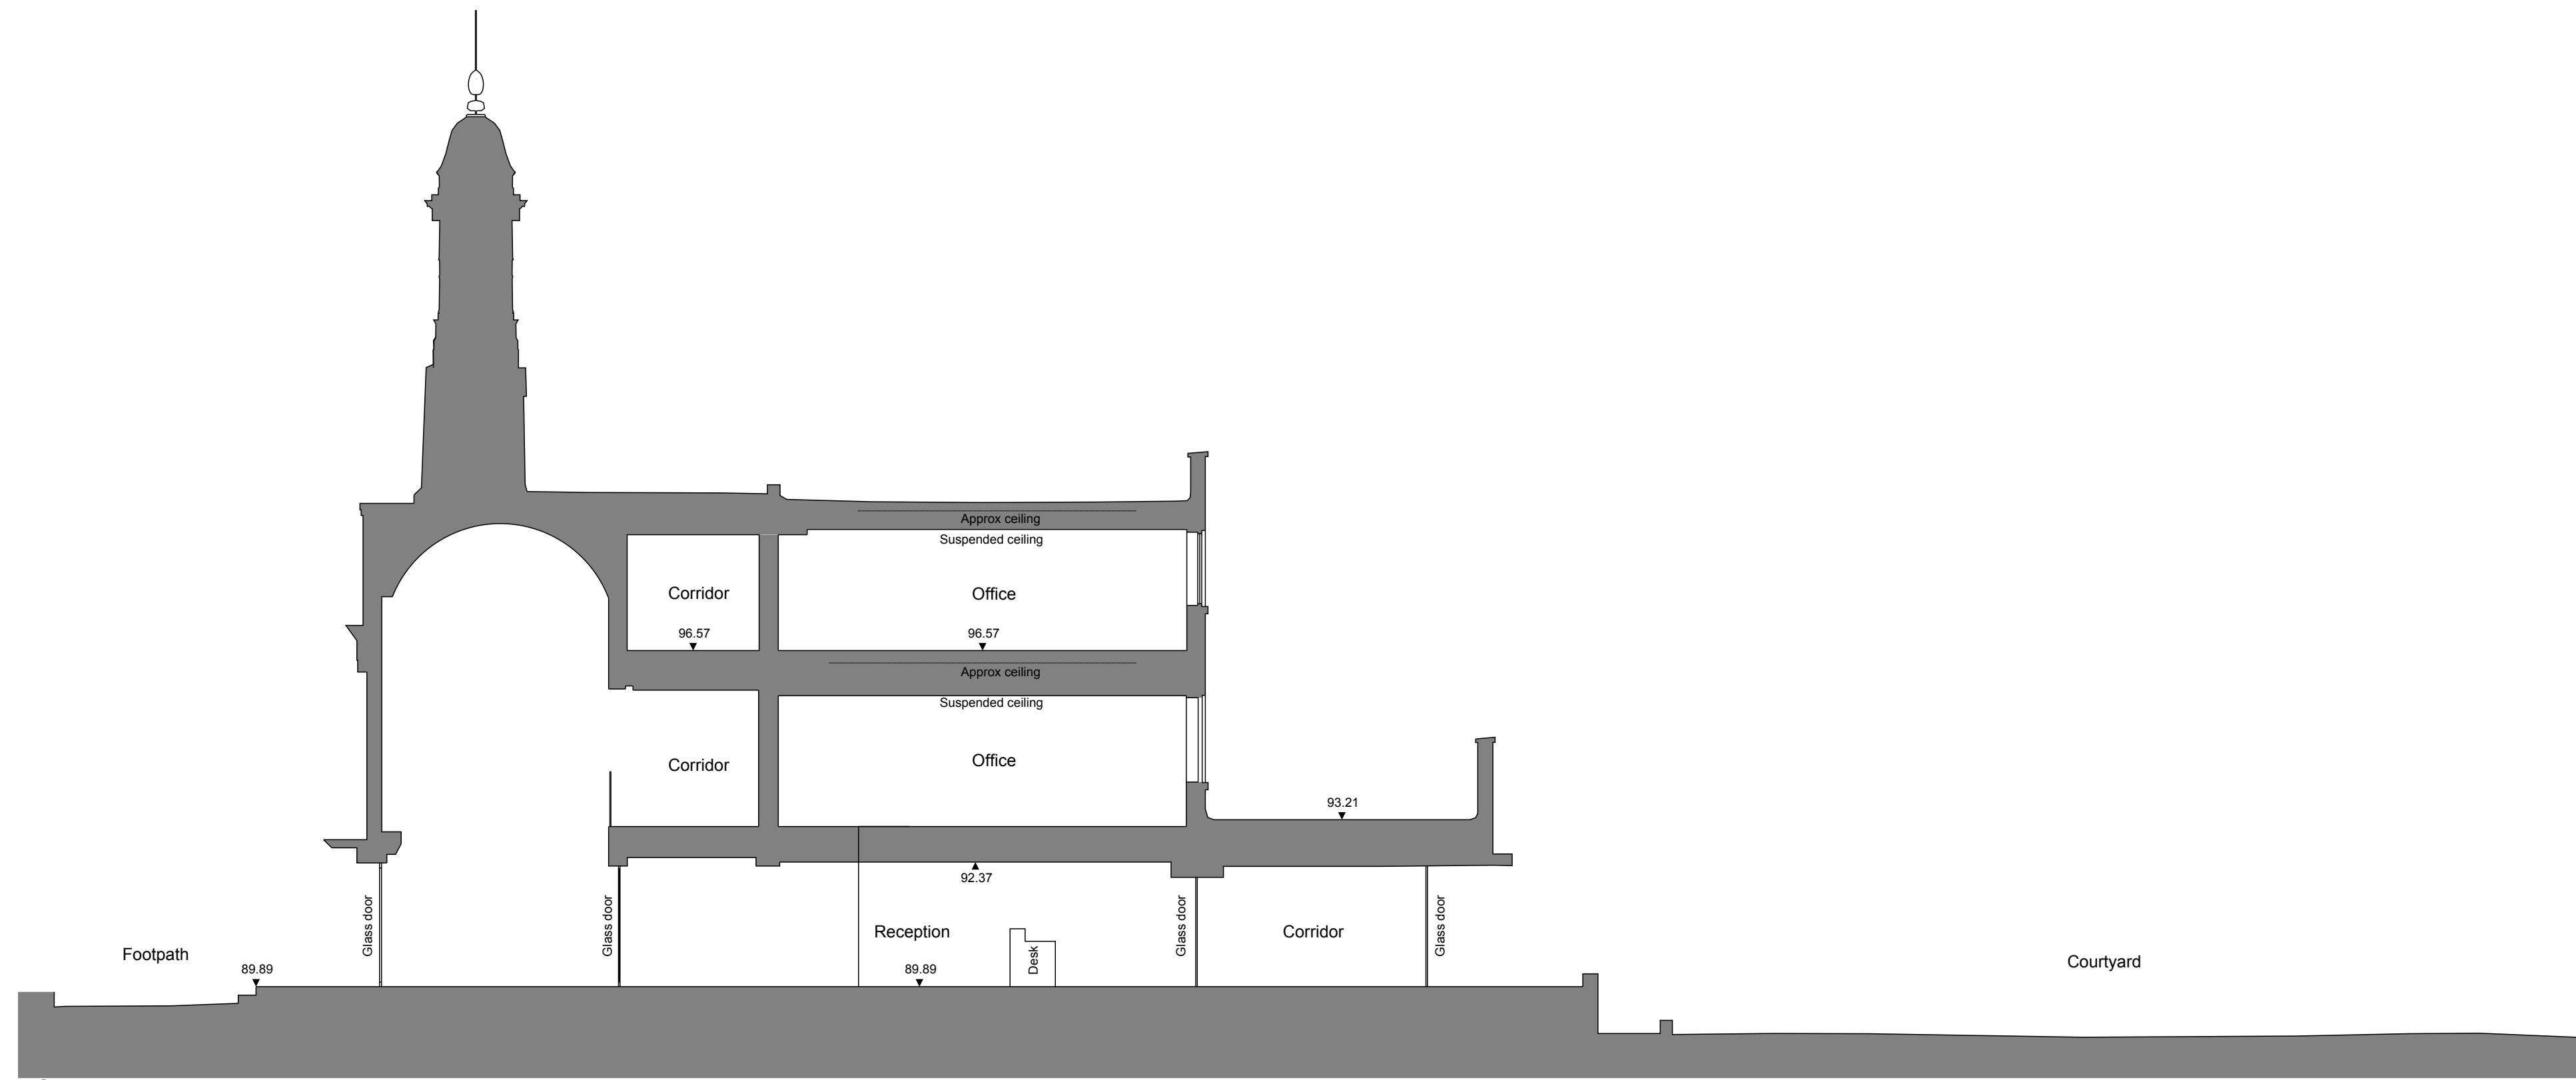 Approx ceiling
Suspended ceiling
Corridor
Office
96.57
96.57
Approx ceiling
Suspended ceiling
Corridor
Office
93.21
92.37
Glass door
Glass door
Reception
Desk
Glass door
Corridor
Glass door
Footpath
89.89
89.89
Courtyard